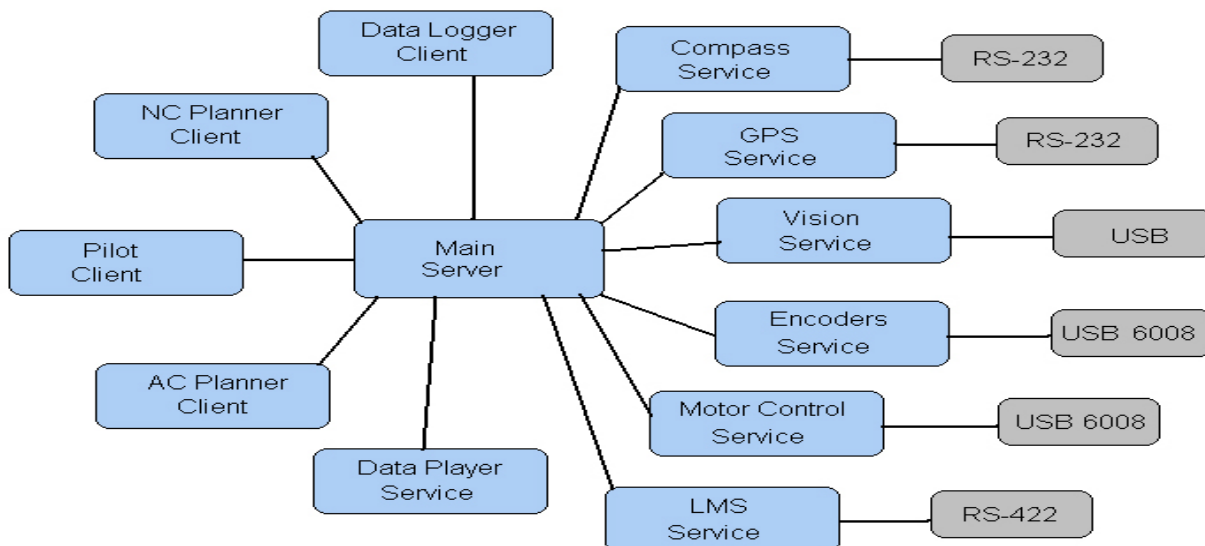 Data Logger
Client
Compass
Service
RS-232
NC Planner
Client
GPS
Service
RS-232
Vision
Service
USB
Pilot
Client
Main
Server
Encoders
Service
USB 6008
AC Planner
Client
Motor Control
Service
USB 6008
Data Player
Service
LMS
Service
RS-422